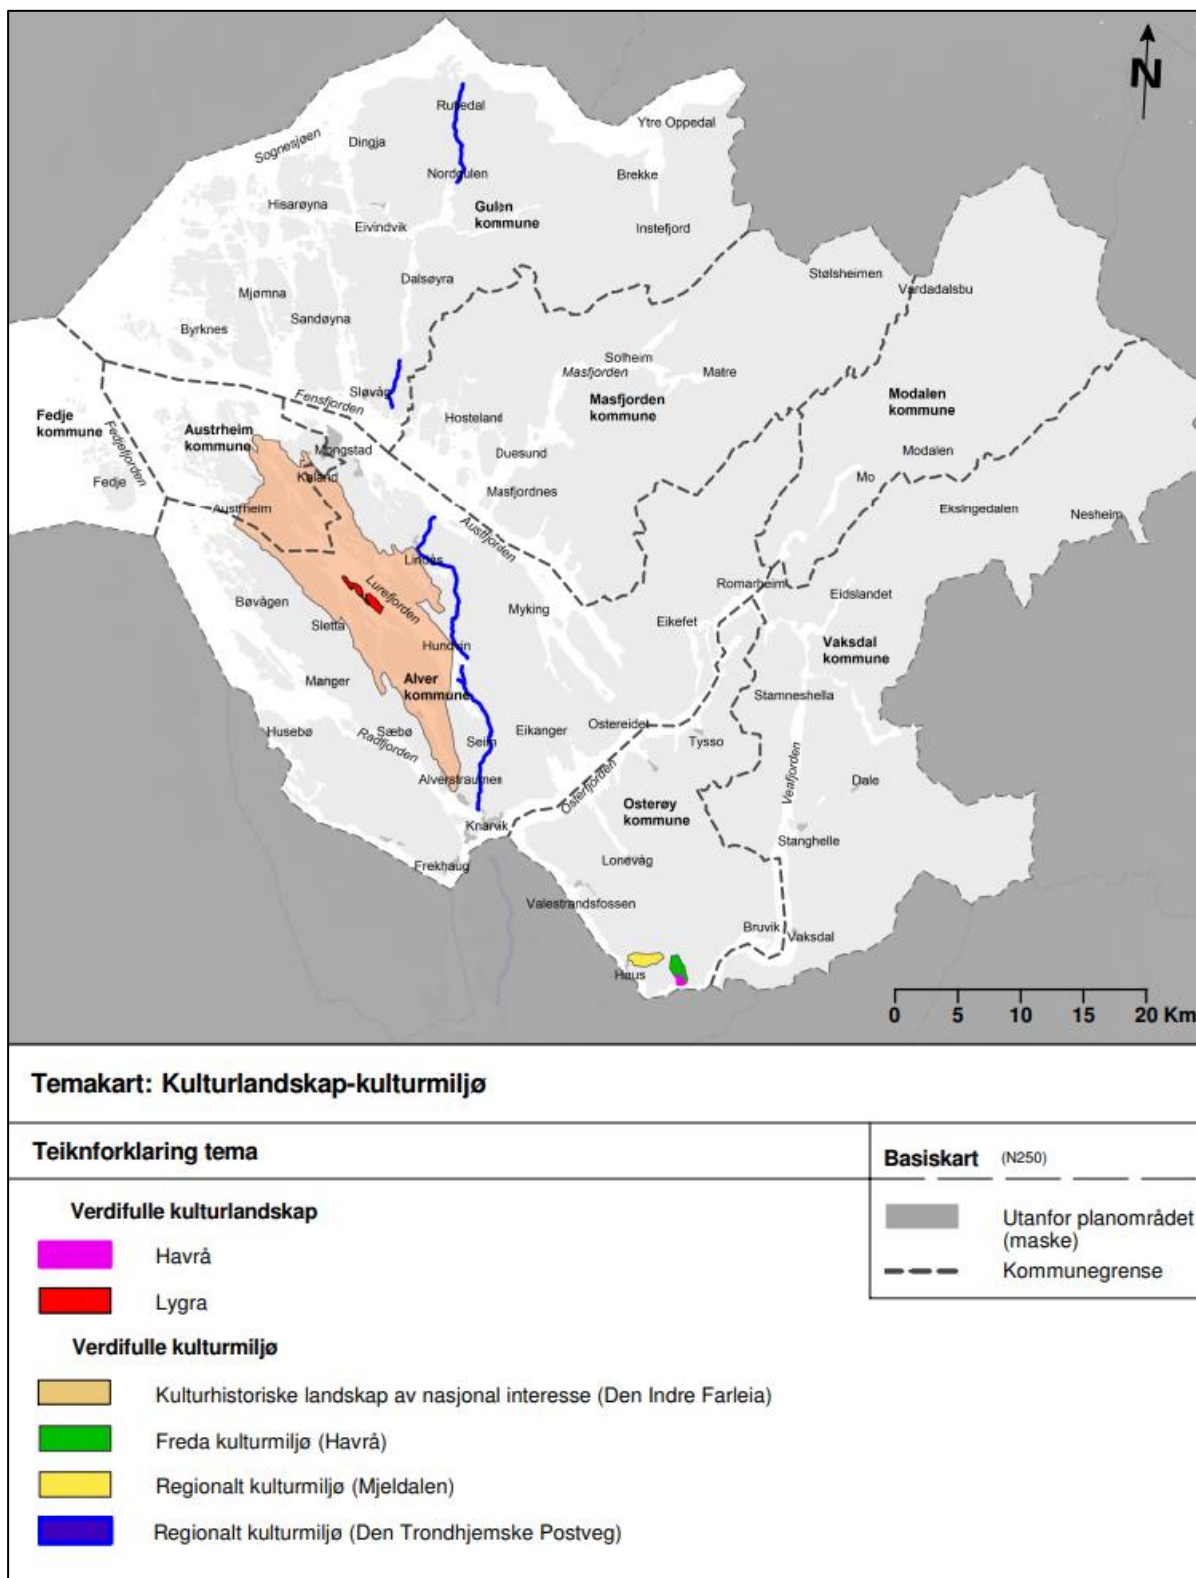 N
Rutledal
Ytre Oppedal
Sognesjøen
Dingja
Nordgulen
Brekke
Hisarøyna
Gulen
kommune
Eivindvik
Instefjord
Dalsøyra
Stølsheimen
Vardadalsbu
Mjømna
Sandøyna
Byrknes
Solheim
Masfjorden
Matre
Sløvåg
Fensfjorden
Masfjorden
kommune
Modalen
kommune
Fedje
kommune
Fedjefjorden
Austrheim
kommune
Hosteland
Mongstad
Duesund
Modalen
Kaland
Mo
Fedje
Masfjordnes
Austrheim
Eksingedalen
Nesheim
Austfjorden
Lindås
Lurefjorden
Romarheim
Eidslandet
Bøvågen
Myking
Sletta
Eikefet
Hundvin
Vaksdal
kommune
Manger
Alver
kommune
Stamneshella
Husebø
Sæbø
Radfjorden
Seim
Eikanger
Ostereidet
Tysso
Alverstraumen
Osterfjorden
Veafjorden
Dale
Osterøy
kommune
Knarvik
Stanghelle
Frekhaug
Lonevåg
Valestrandsfossen
Bruvik
Vaksdal
Haus
0 5 10 15 20 Km
Temakart: Kulturlandskap-kulturmiljø
Teiknforklaring tema
Verdifulle kulturlandskap
Havrå
Lygra
Verdifulle kulturmiljø
Kulturhistoriske landskap av nasjonal interesse (Den Indre Farleia)
Freda kulturmiljø (Havrå)
Regionalt kulturmiljø (Mjeldalen)
Regionalt kulturmiljø (Den Trondhjemske Postveg)
Basiskart (N250)
Utanfor planområdet
(maske)
Kommunegrense